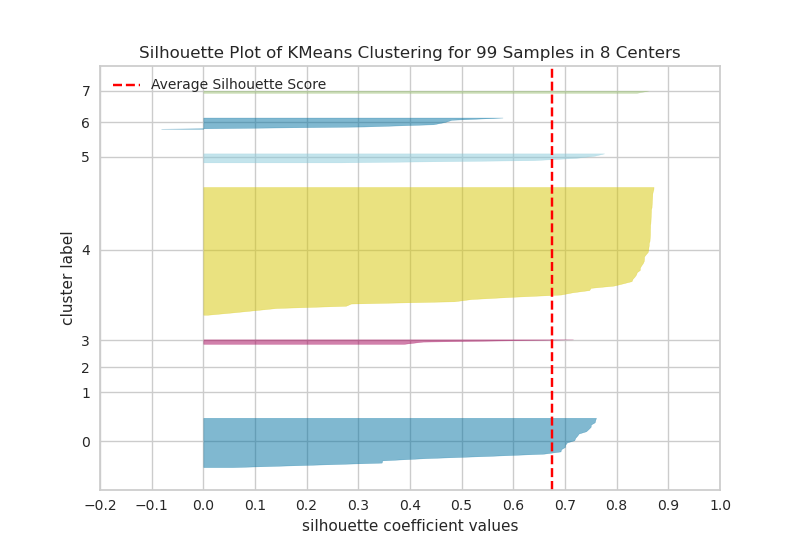 Silhouette Plot of KMeans Clustering for 99 Samples in 8 Centers
Average Silhouette Score
cluster label
7
6
5
4
3
2
1
0
−0.2 −0.1 0.0 0.1 0.2 0.3 0.4 0.5 0.6 0.7 0.8 0.9 1.0
silhouette coefficient values